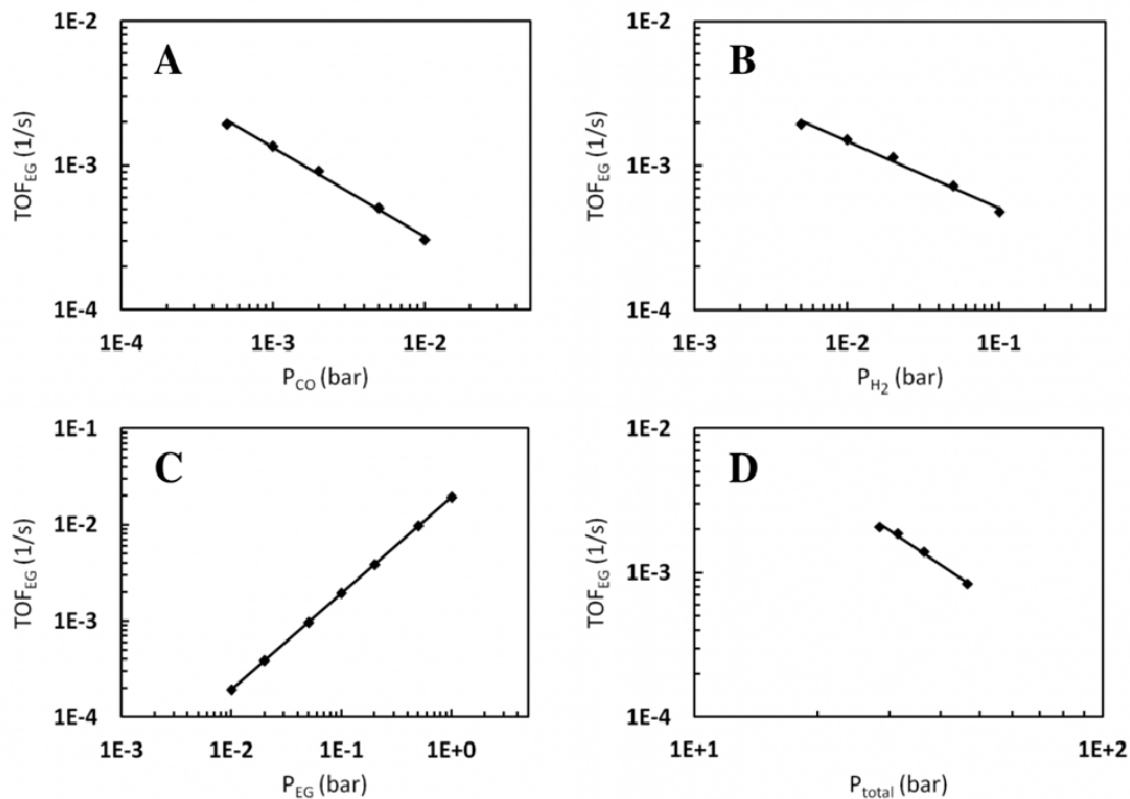 A
1E-2
1E-3
1E-4
TOF_EG (1/s)
1E-4 1E-3 1E-2
P_CO (bar)
B
1E-2
1E-3
1E-4
TOF_EG (1/s)
1E-3 1E-2 1E-1
P_H₂ (bar)
C
1E-1
1E-2
1E-3
1E-4
TOF_EG (1/s)
1E-3 1E-2 1E-1 1E+0
P_EG (bar)
D
1E-2
1E-3
1E-4
TOF_EG (1/s)
1E+1 1E+2
P_total (bar)